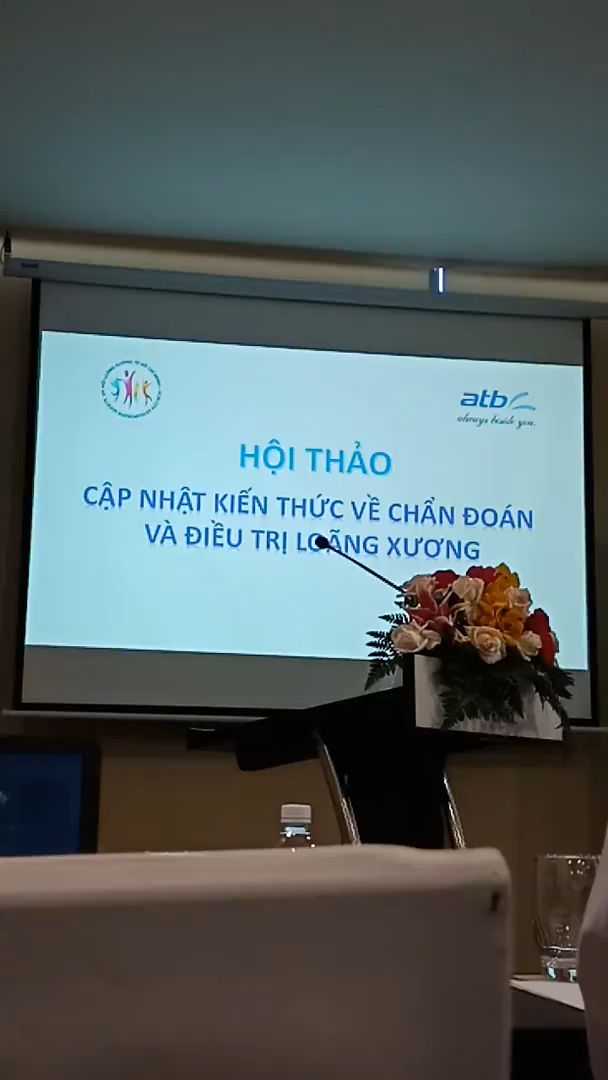 atb
always beside you.
HỘI THẢO
CẬP NHẬT KIẾN THỨC VỀ CHẨN ĐOÁN
VÀ ĐIỀU TRỊ LOÃNG XƯƠNG